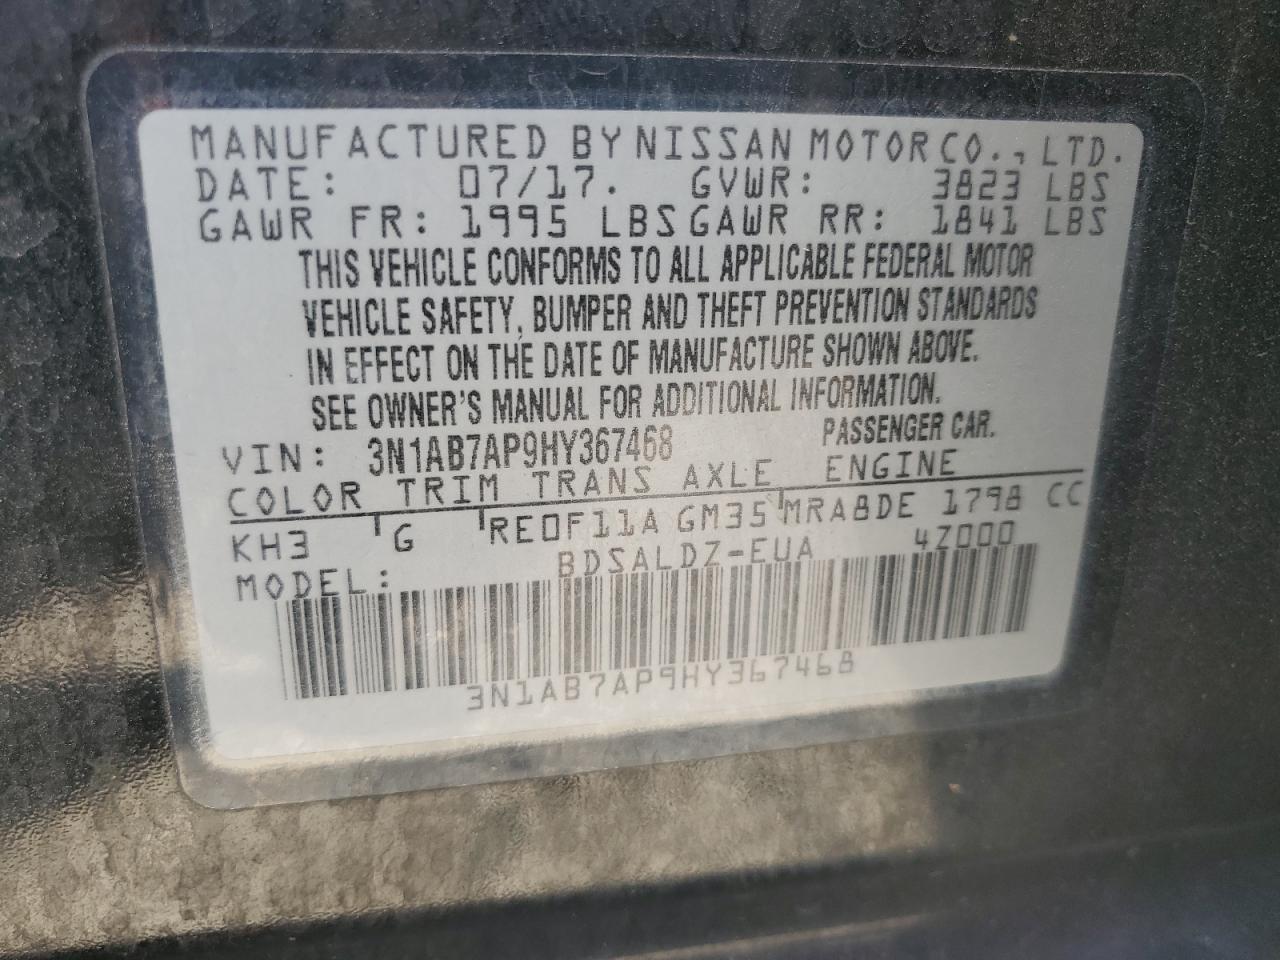 MANUFACTURED BY NISSAN MOTOR CO., LTD.
DATE: 07/17. GVWR: 3823 LBS
GAWR FR: 1995 LBS GAWR RR: 1841 LBS
THIS VEHICLE CONFORMS TO ALL APPLICABLE FEDERAL MOTOR
VEHICLE SAFETY, BUMPER AND THEFT PREVENTION STANDARDS
IN EFFECT ON THE DATE OF MANUFACTURE SHOWN ABOVE.
SEE OWNER'S MANUAL FOR ADDITIONAL INFORMATION.
VIN: 3N1AB7AP9HY367468 PASSENGER CAR.
COLOR TRIM TRANS AXLE ENGINE
KH3 G RE0F11A GM35 MRA8DE 1798 CC
MODEL: BDSALDZ-EUA 4Z000
3N1AB7AP9HY367468